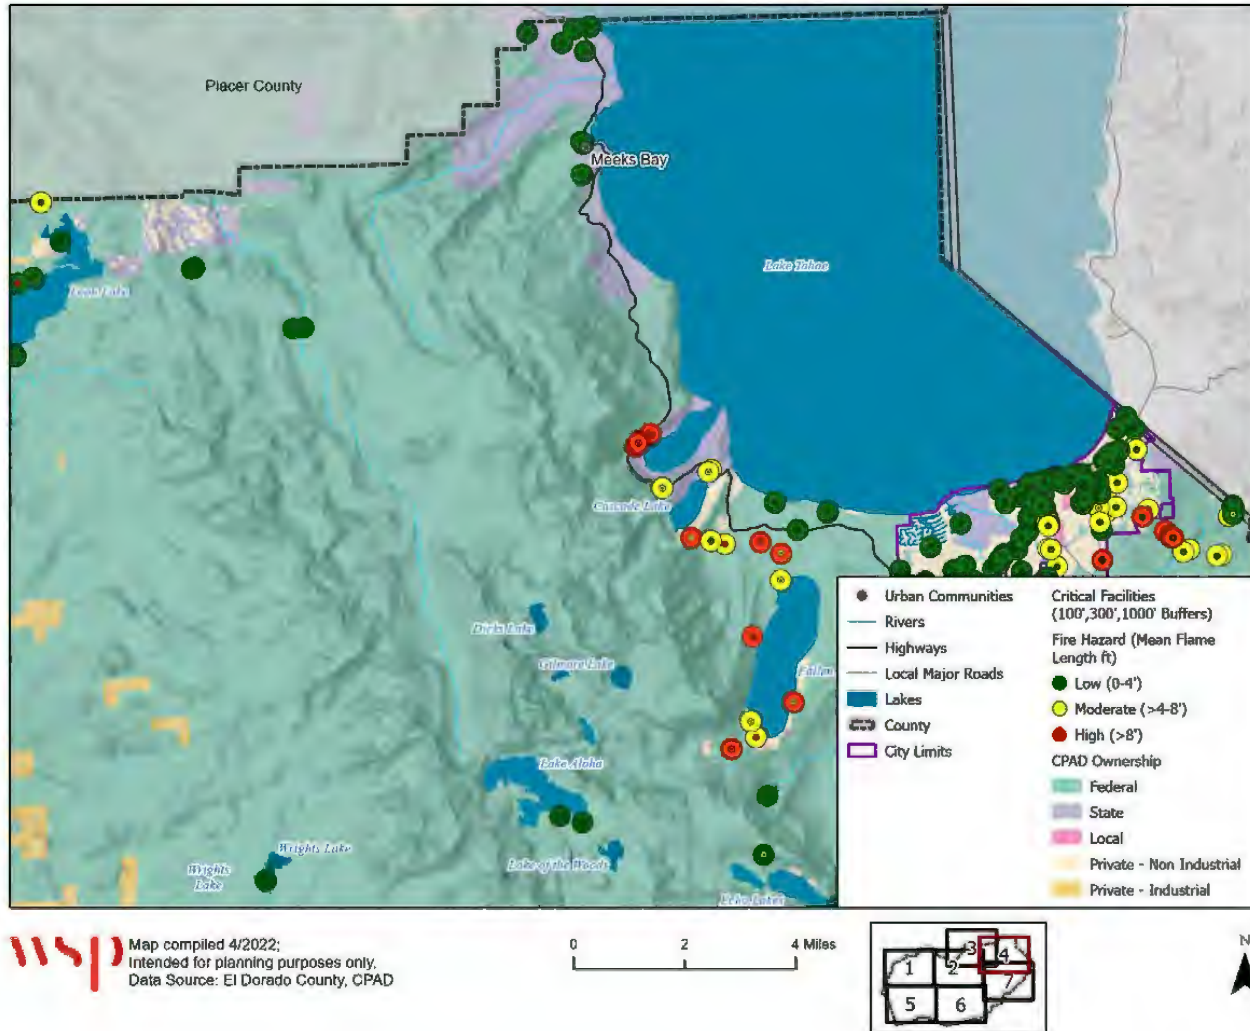 Placer County
Meeks Bay
Lake Tahoe
Loon Lake
Cascade Lake
Dicks Lake
Gilmore Lake
Fallen
Lake Aloha
Wrights Lake
Wrights
Lake
Lake of the Woods
Echo Lakes
Urban Communities
Rivers
Highways
Local Major Roads
Lakes
County
City Limits
Critical Facilities
(100',300',1000' Buffers)
Fire Hazard (Mean Flame
Length ft)
Low (0-4')
Moderate (>4-8')
High (>8')
CPAD Ownership
Federal
State
Local
Private - Non Industrial
Private - Industrial
wsp
Map compiled 4/2022;
Intended for planning purposes only.
Data Source: El Dorado County, CPAD
0 2 4 Miles
1 2 3 4
5 6 7
N